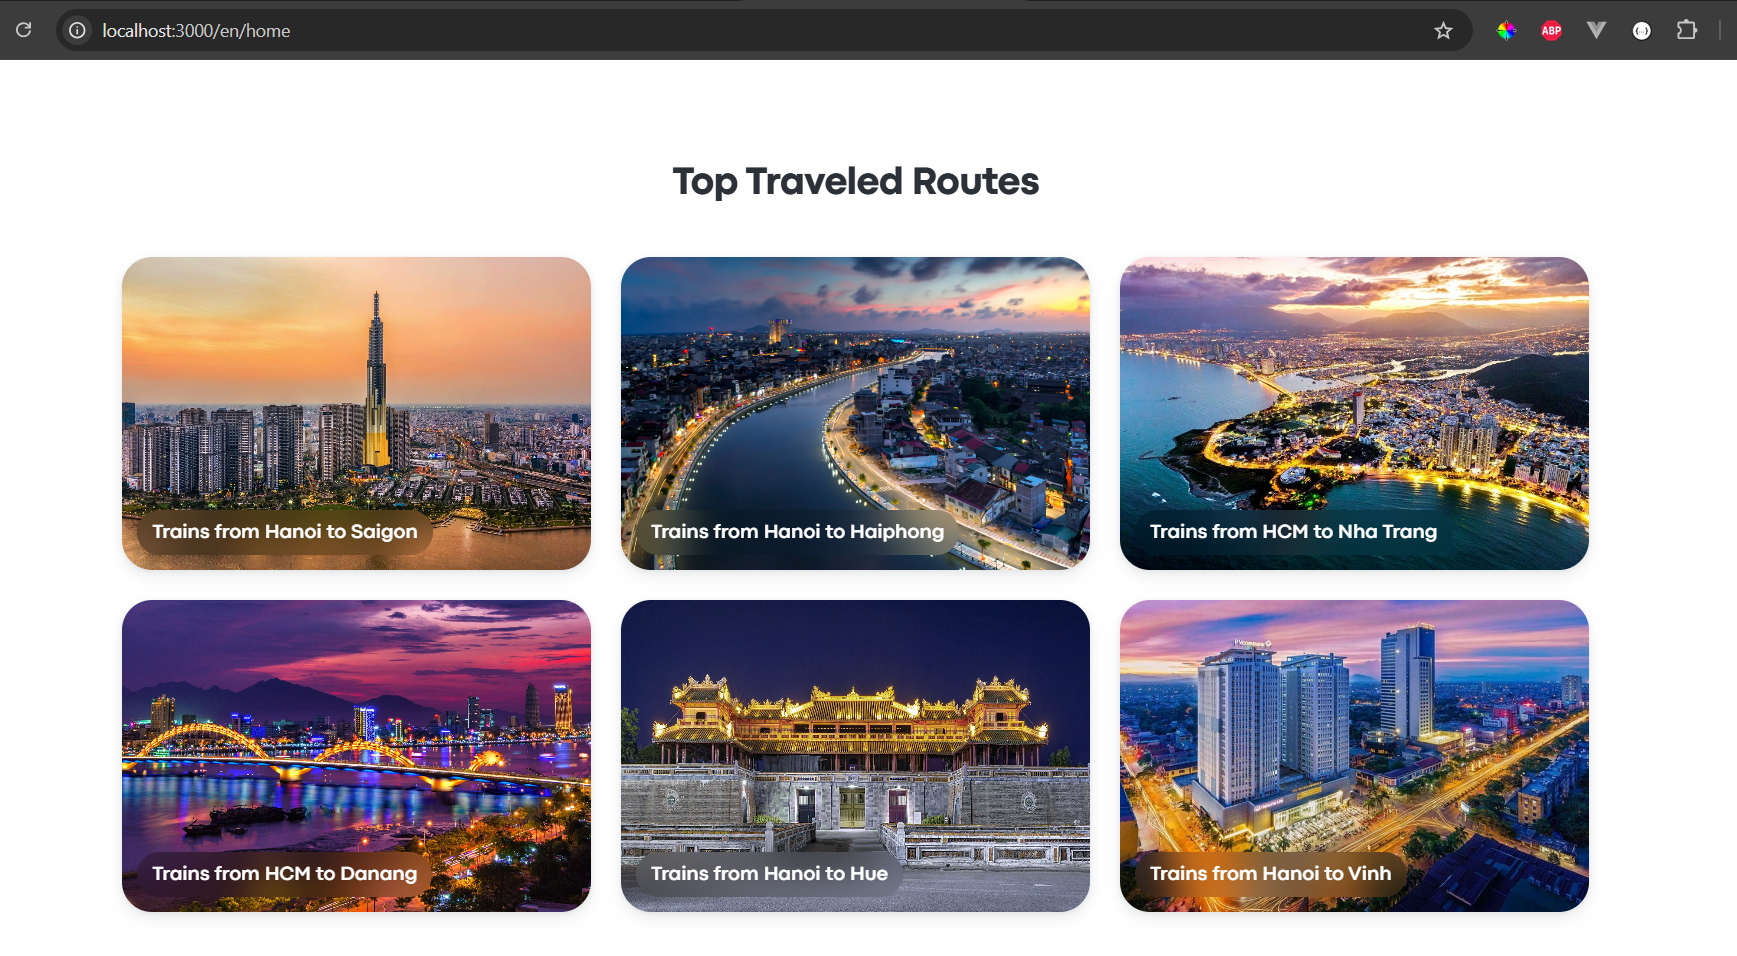 localhost:3000/en/home
ABP
Top Traveled Routes
Trains from Hanoi to Saigon
Trains from Hanoi to Haiphong
Trains from HCM to Nha Trang
Trains from HCM to Danang
Trains from Hanoi to Hue
Trains from Hanoi to Vinh